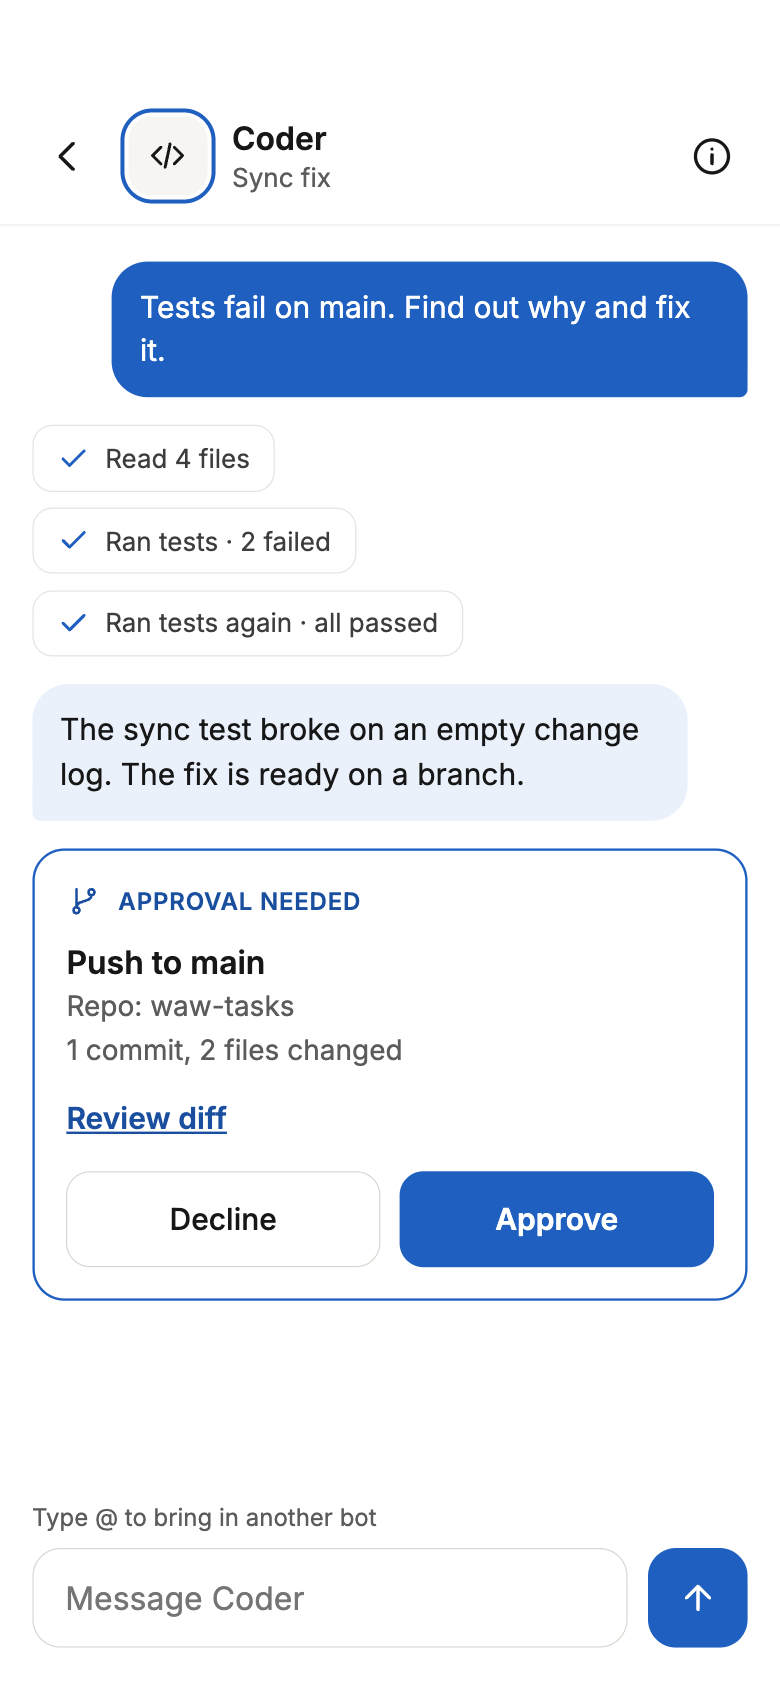 Coder
Sync fix
Tests fail on main. Find out why and fix
it.
Read 4 files
Ran tests · 2 failed
Ran tests again · all passed
The sync test broke on an empty change
log. The fix is ready on a branch.
APPROVAL NEEDED
Push to main
Repo: waw-tasks
1 commit, 2 files changed
Review diff
Decline
Approve
Type @ to bring in another bot
Message Coder